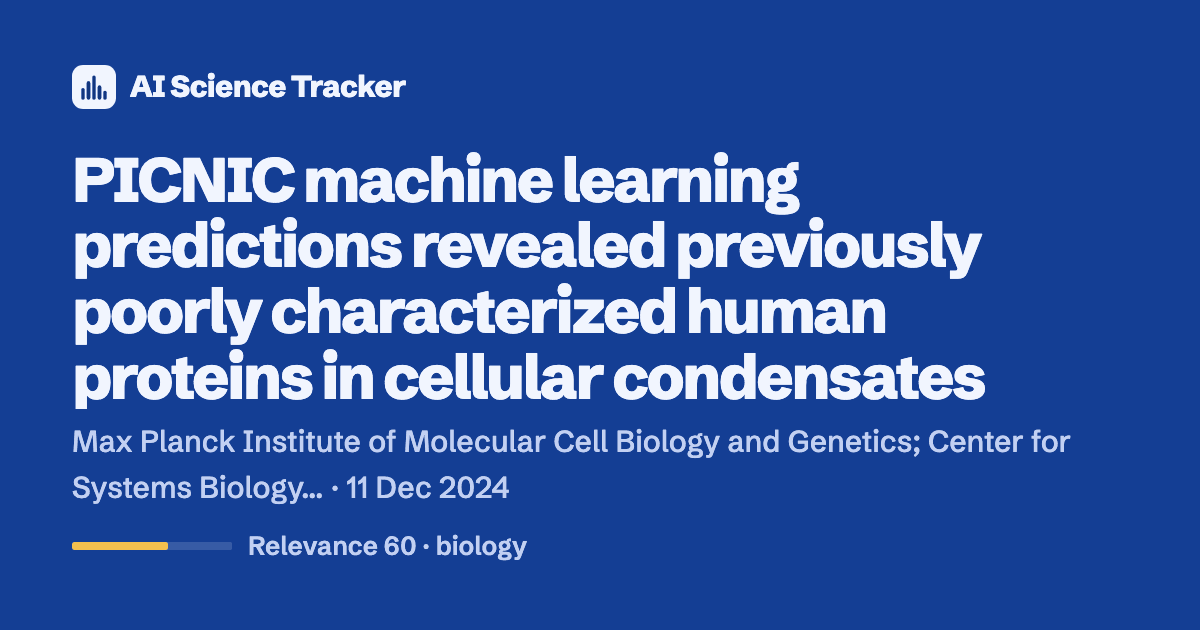 AI Science Tracker
PICNIC machine learning
predictions revealed previously
poorly characterized human
proteins in cellular condensates
Max Planck Institute of Molecular Cell Biology and Genetics; Center for
Systems Biology... · 11 Dec 2024
Relevance 60 · biology